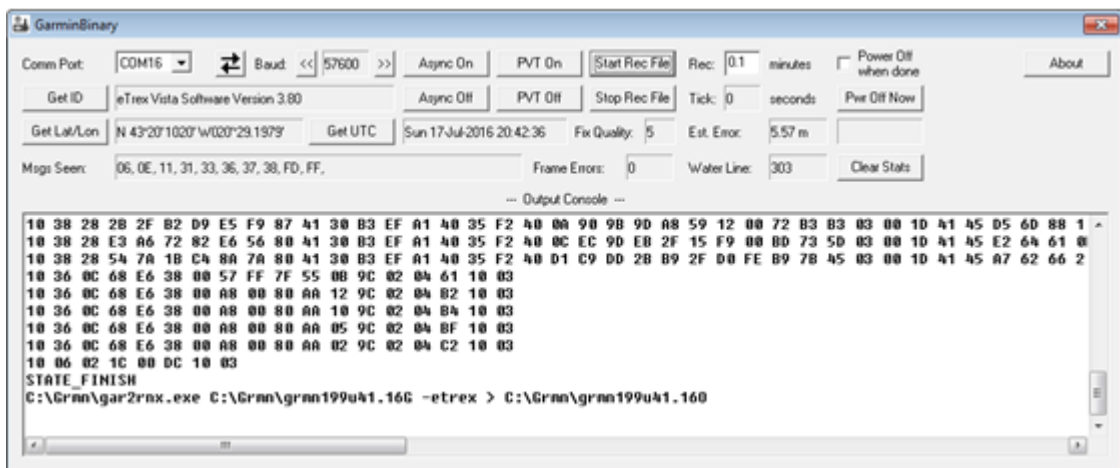 GarminBinary
Comm Port: COM16 Baud: << 57600 >> Async On PVT On Start Rec File Rec: 0.1 minutes Power Off when done About
Get ID eTrex Vista Software Version 3.80 Async Off PVT Off Stop Rec File Tick: 0 seconds Pwr Off Now
Get Lat/Lon N 43°20'1020' W020°29.1979' Get UTC Sun 17-Jul-2016 20:42:36 Fix Quality: 5 Est. Error: 5.57 m
Msgs Seen: 06, 0E, 11, 31, 33, 36, 37, 38, FD, FF, Frame Errors: 0 Water Line: 303 Clear Stats
--- Output Console ---
10 38 28 2B 2F B2 D9 E5 F9 87 41 30 B3 EF A1 40 35 F2 40 0A 90 9B 9D A8 59 12 00 72 B3 B3 03 00 1D 41 45 D5 6D 88 1
10 38 28 E3 A6 72 82 E6 56 80 41 30 B3 EF A1 40 35 F2 40 0C EC 9D EB 2F 15 F9 00 BD 73 5D 03 00 1D 41 45 E2 64 61 0
10 38 28 54 7A 1B C4 8A 7A 80 41 30 B3 EF A1 40 35 F2 40 D1 C9 DD 2B B9 2F D0 FE B9 7B 45 03 00 1D 41 45 A7 62 66 2
10 36 0C 68 E6 38 00 57 FF 7F 55 0B 9C 02 04 61 10 03
10 36 0C 68 E6 38 00 A8 00 80 AA 12 9C 02 04 B2 10 03
10 36 0C 68 E6 38 00 A8 00 80 AA 10 9C 02 04 B4 10 03
10 36 0C 68 E6 38 00 A8 00 80 AA 05 9C 02 04 BF 10 03
10 36 0C 68 E6 38 00 A8 00 80 AA 02 9C 02 04 C2 10 03
10 06 02 1C 00 DC 10 03
STATE_FINISH
C:\Grmn\gar2rnx.exe C:\Grmn\grmn199u41.16G -etrex > C:\Grmn\grmn199u41.16O